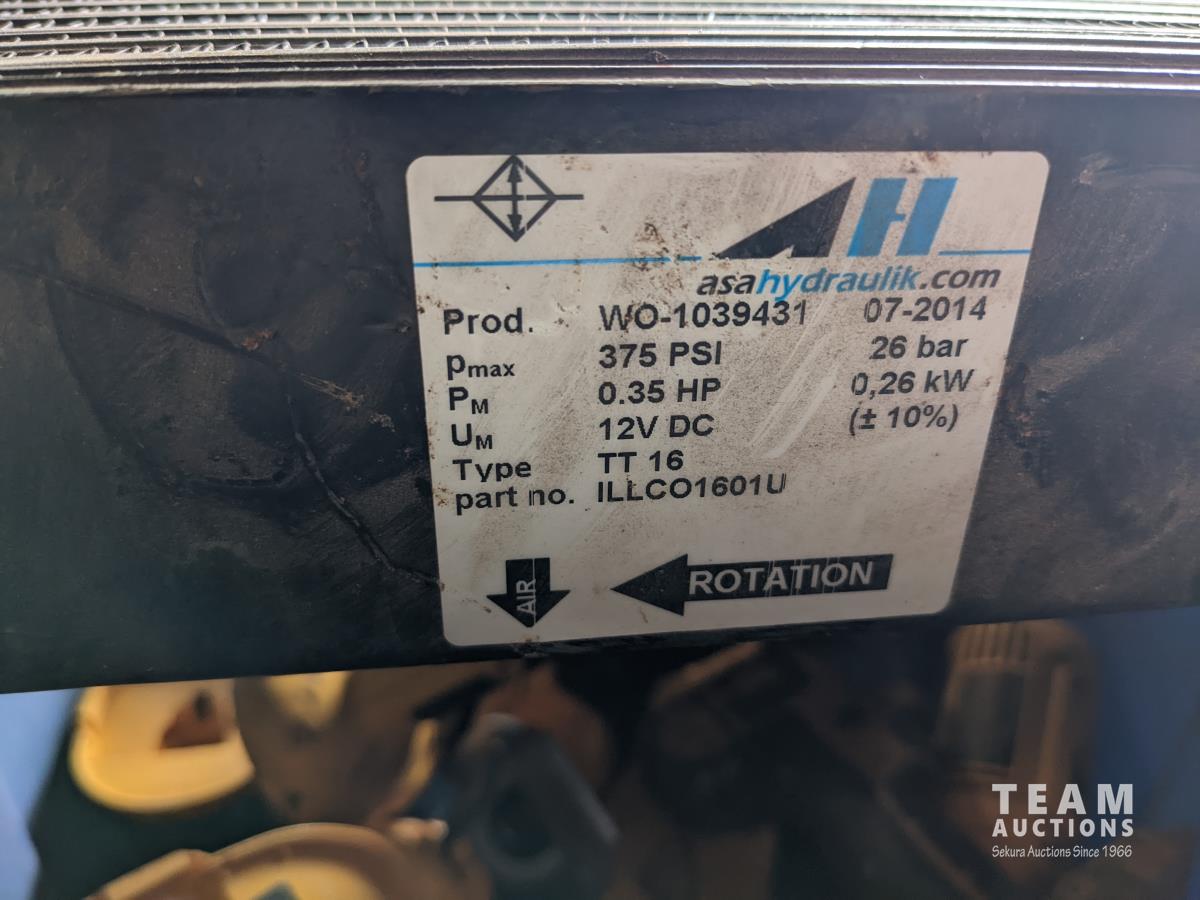 AH
asahydraulik.com
Prod. WO-1039431 07-2014
pmax 375 PSI 26 bar
PM 0.35 HP 0,26 kW
UM 12V DC (± 10%)
Type TT 16
part no. ILLCO1601U
AIR
ROTATION
TEAM
AUCTIONS
Sekura Auctions Since 1966